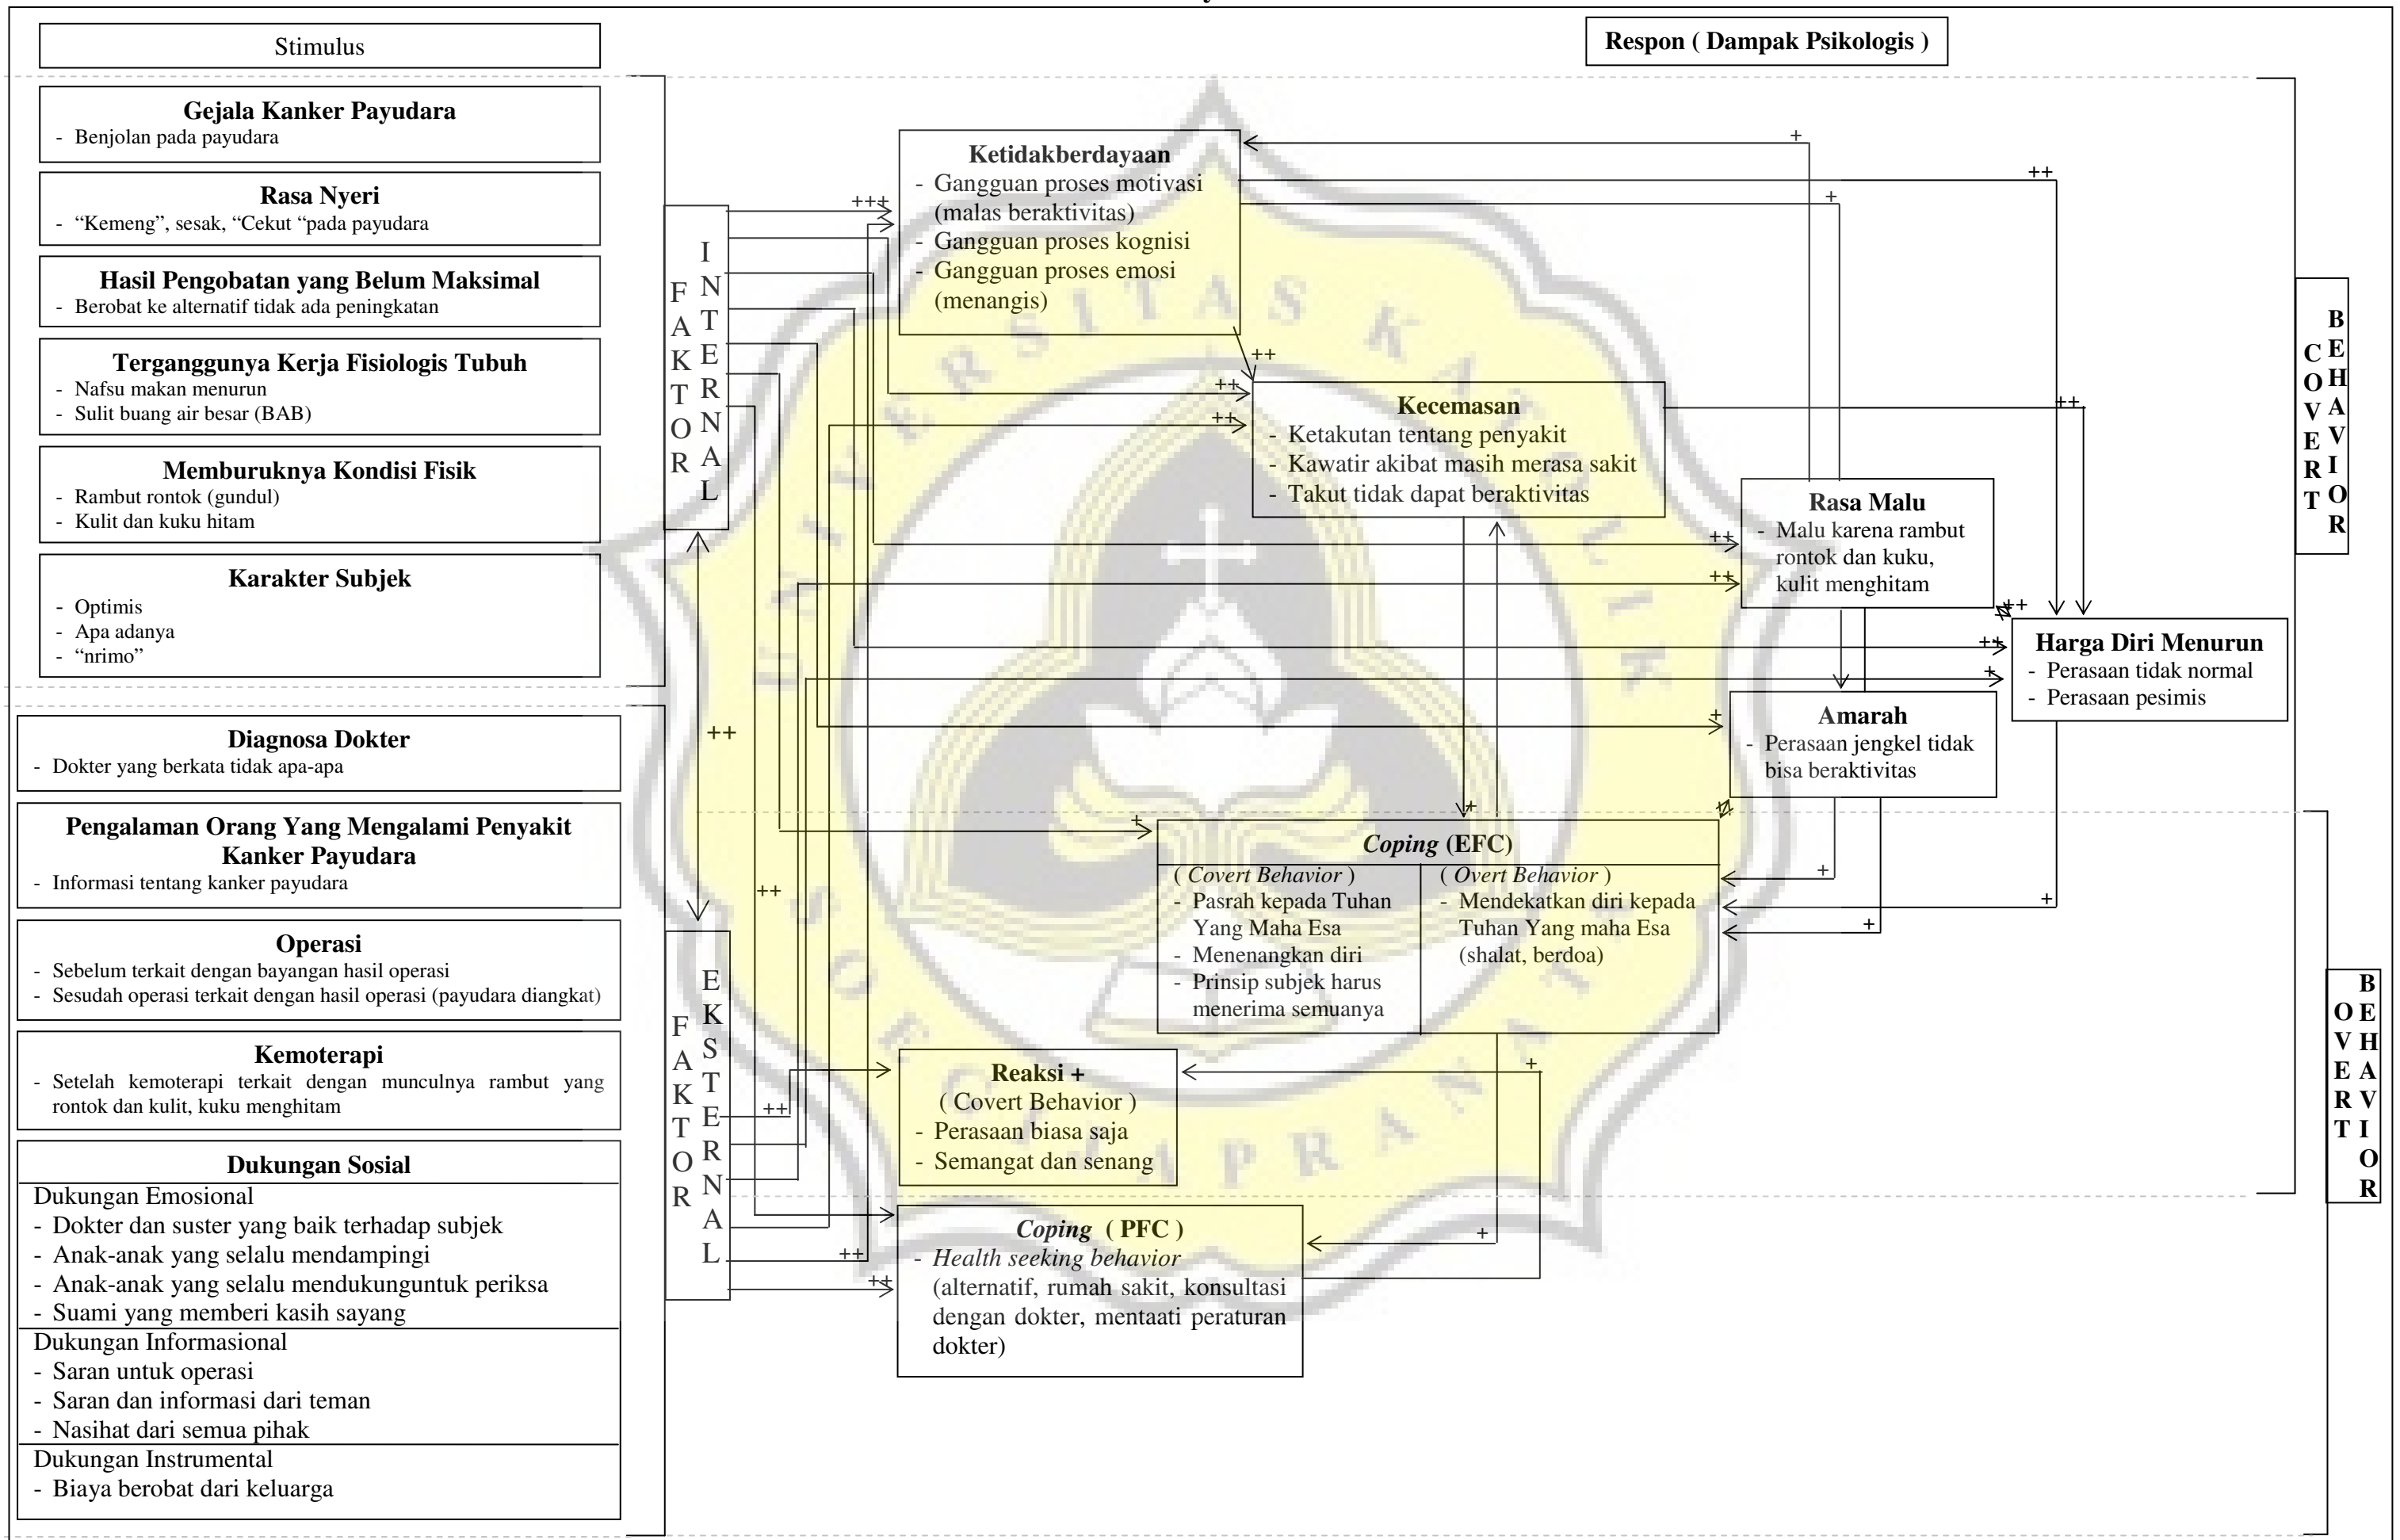 Stimulus
Respon ( Dampak Psikologis )
Gejala Kanker Payudara
- Benjolan pada payudara
Rasa Nyeri
- “Kemeng”, sesak, “Cekut “pada payudara
Hasil Pengobatan yang Belum Maksimal
- Berobat ke alternatif tidak ada peningkatan
Terganggunya Kerja Fisiologis Tubuh
- Nafsu makan menurun
- Sulit buang air besar (BAB)
Memburuknya Kondisi Fisik
- Rambut rontok (gundul)
- Kulit dan kuku hitam
Karakter Subjek
- Optimis
- Apa adanya
- “nrimo”
Diagnosa Dokter
- Dokter yang berkata tidak apa-apa
Pengalaman Orang Yang Mengalami Penyakit
Kanker Payudara
- Informasi tentang kanker payudara
Operasi
- Sebelum terkait dengan bayangan hasil operasi
- Sesudah operasi terkait dengan hasil operasi (payudara diangkat)
Kemoterapi
- Setelah kemoterapi terkait dengan munculnya rambut yang
rontok dan kulit, kuku menghitam
Dukungan Sosial
Dukungan Emosional
- Dokter dan suster yang baik terhadap subjek
- Anak-anak yang selalu mendampingi
- Anak-anak yang selalu mendukunguntuk periksa
- Suami yang memberi kasih sayang
Dukungan Informasional
- Saran untuk operasi
- Saran dan informasi dari teman
- Nasihat dari semua pihak
Dukungan Instrumental
- Biaya berobat dari keluarga
FAKTOR
INTERNAL
++
FAKTOR
EKSTERNAL
+++
++
++
++
++
++
++
+
+
+
++
++
++
++
Ketidakberdayaan
- Gangguan proses motivasi
(malas beraktivitas)
- Gangguan proses kognisi
- Gangguan proses emosi
(menangis)
+
++
+
++
Kecemasan
- Ketakutan tentang penyakit
- Kawatir akibat masih merasa sakit
- Takut tidak dapat beraktivitas
++
+
Rasa Malu
- Malu karena rambut
rontok dan kuku,
kulit menghitam
++
Harga Diri Menurun
- Perasaan tidak normal
- Perasaan pesimis
Amarah
- Perasaan jengkel tidak
bisa beraktivitas
+
+
+
Coping (EFC)
( Covert Behavior )
- Pasrah kepada Tuhan
Yang Maha Esa
- Menenangkan diri
- Prinsip subjek harus
menerima semuanya
( Overt Behavior )
- Mendekatkan diri kepada
Tuhan Yang maha Esa
(shalat, berdoa)
Reaksi +
( Covert Behavior )
- Perasaan biasa saja
- Semangat dan senang
+
+
Coping ( PFC )
- Health seeking behavior
(alternatif, rumah sakit, konsultasi
dengan dokter, mentaati peraturan
dokter)
COVERT
BEHAVIOR
OVERT
BEHAVIOR
UNIVERSITAS KATOLIK
SOEGIJAPRANATA